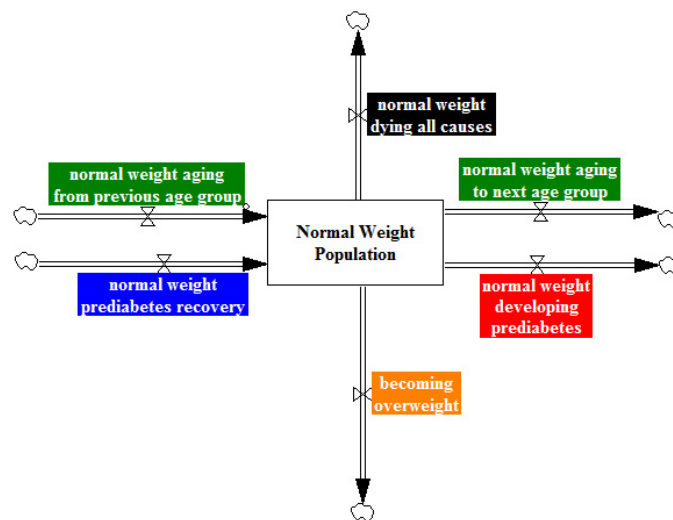 normal weight
dying all causes
normal weight aging
from previous age group
normal weight aging
to next age group
Normal Weight
Population
normal weight
prediabetes recovery
normal weight
developing
prediabetes
becoming
overweight